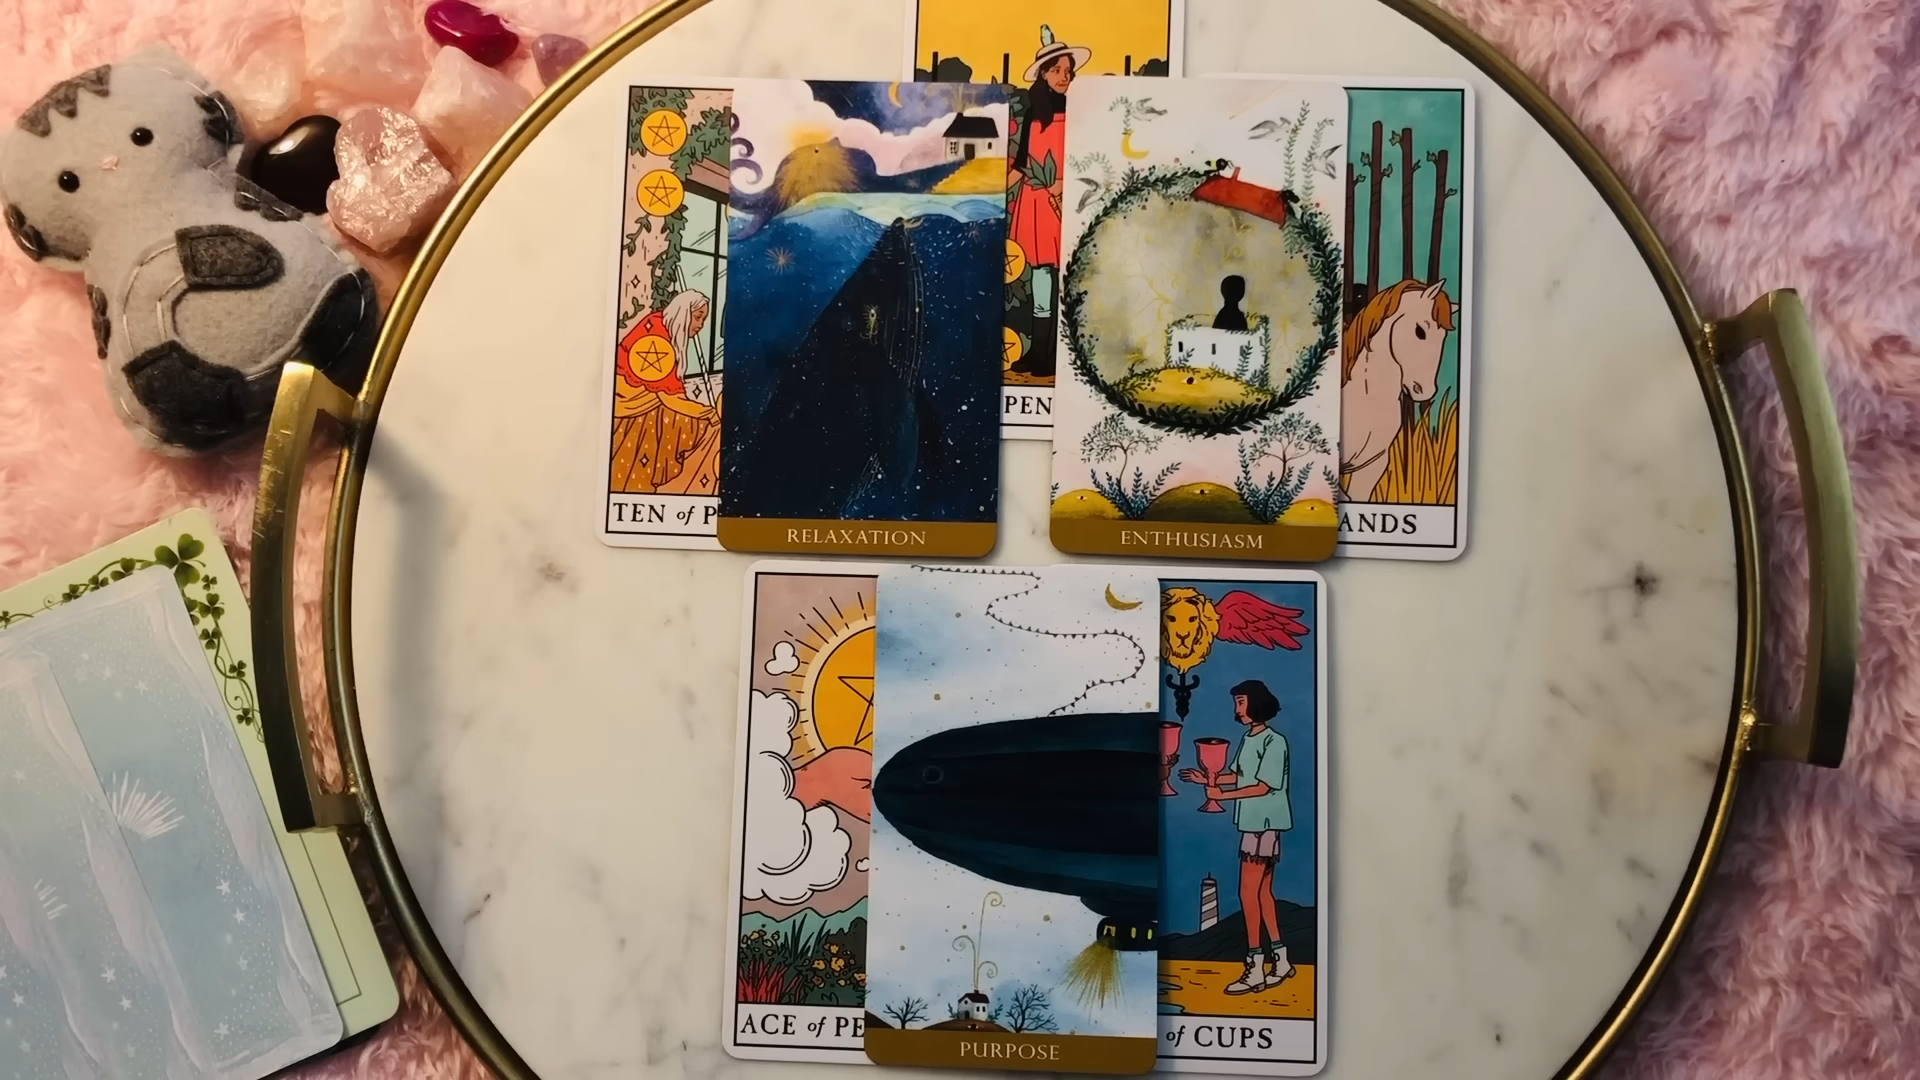 PEN
TEN of P
RELAXATION
ENTHUSIASM
ANDS
ACE of PE
PURPOSE
of CUPS